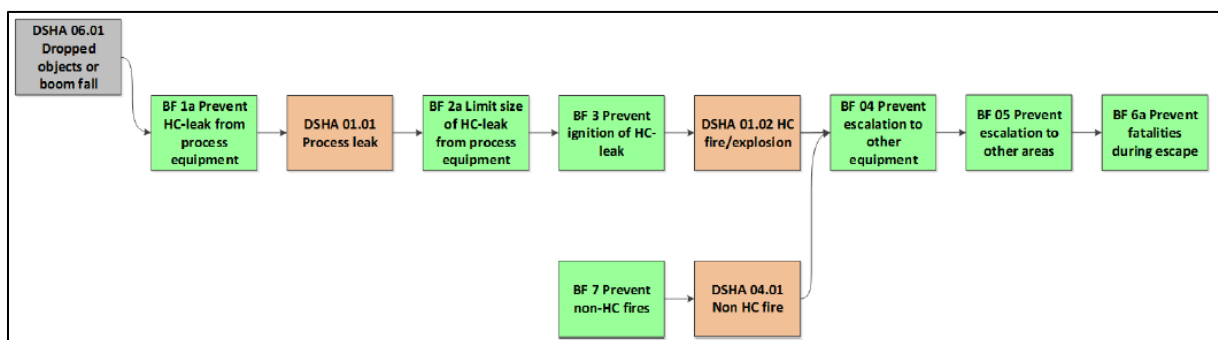 DSHA 06.01
Dropped
objects or
boom fall
BF 1a Prevent
HC-leak from
process
equipment
DSHA 01.01
Process leak
BF 2a Limit size
of HC-leak
from process
equipment
BF 3 Prevent
ignition of HC-
leak
DSHA 01.02 HC
fire/explosion
BF 04 Prevent
escalation to
other
equipment
BF 05 Prevent
escalation to
other areas
BF 6a Prevent
fatalities
during escape
BF 7 Prevent
non-HC fires
DSHA 04.01
Non HC fire